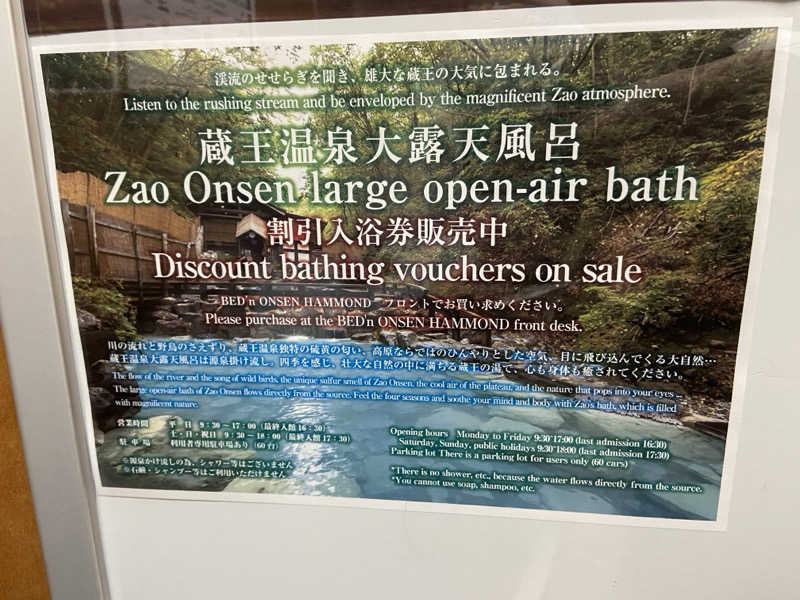 渓流のせせらぎを聞き、雄大な蔵王の大気に包まれる。
Listen to the rushing stream and be enveloped by the magnificent Zao atmosphere.
蔵王温泉大露天風呂
Zao Onsen large open-air bath
割引入浴券販売中
Discount bathing vouchers on sale
BED'n ONSEN HAMMOND フロントでお買い求めください。
Please purchase at the BED'n ONSEN HAMMOND front desk.
川の流れと野鳥のさえずり、蔵王温泉独特の硫黄の匂い、高原ならではのひんやりとした空気、目に飛び込んでくる大自然…
蔵王温泉大露天風呂は源泉掛け流し。四季を感じ、壮大な自然の中に満ちる蔵王の湯で、心も身体も癒されてください。
The flow of the river and the song of wild birds, the unique sulfur smell of Zao Onsen, the cool air of the plateau, and the nature that pops into your eyes ...
The large open-air bath of Zao Onsen flows directly from the source. Feel the four seasons and soothe your mind and body with Zao's bath, which is filled
with magnificent nature.
営業時間 平 日 9:30~17:00(最終入館16:30)
土・日・祝日 9:30~18:00(最終入館17:30)
駐車場 利用者専用駐車場あり(60台)
※源泉かけ流しの為、シャワー等はございません
※石鹸・シャンプー等はご利用いただけません
Opening hours Monday to Friday 9:30~17:00 (last admission 16:30)
Saturday, Sunday, public holidays 9:30~18:00 (last admission 17:30)
Parking lot There is a parking lot for users only (60 cars)
*There is no shower, etc., because the water flows directly from the source.
*You cannot use soap, shampoo, etc.